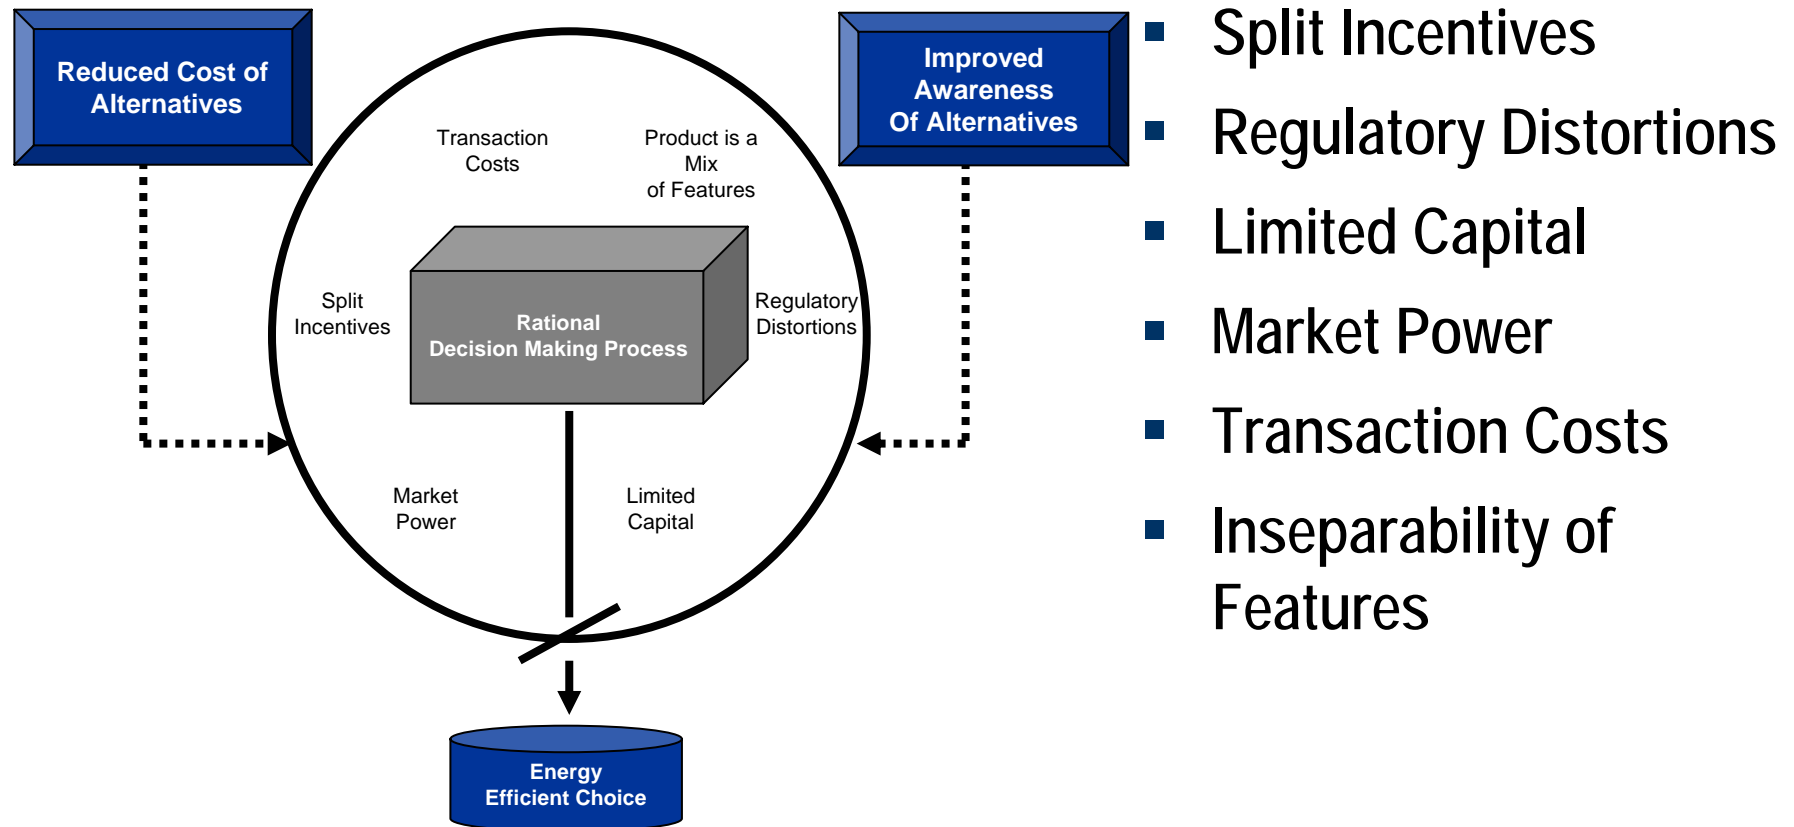 Reduced Cost of
Alternatives
Improved
Awareness
Of Alternatives
Transaction
Costs
Product is a
Mix
of Features
Split
Incentives
Rational
Decision Making Process
Regulatory
Distortions
Market
Power
Limited
Capital
Energy
Efficient Choice
Split Incentives
Regulatory Distortions
Limited Capital
Market Power
Transaction Costs
Inseparability of
Features